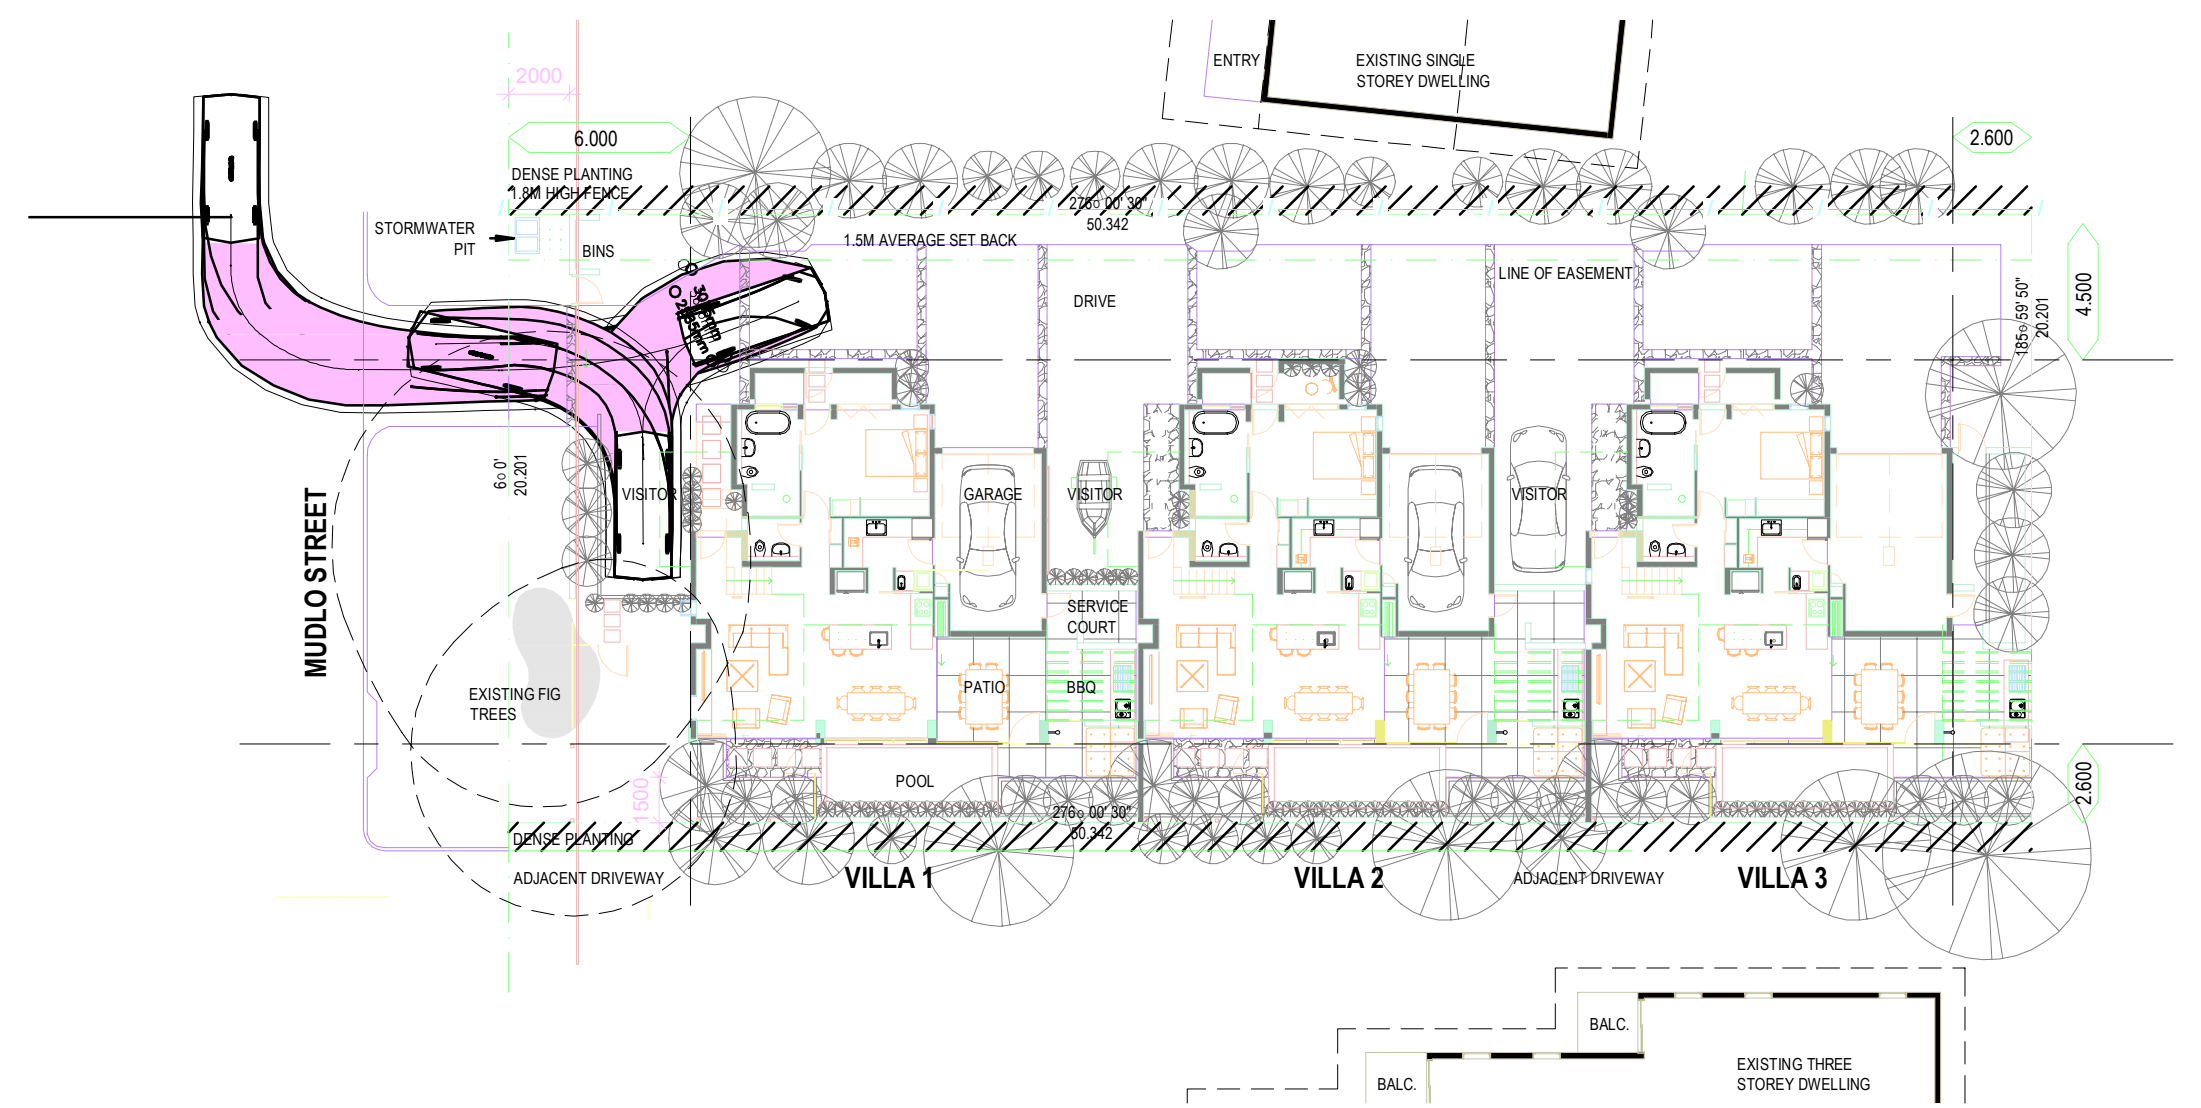 2000
6.000
DENSE PLANTING
1.8M HIGH FENCE
STORMWATER
PIT
BINS
ENTRY
EXISTING SINGLE
STOREY DWELLING
2.600
276o 00' 30"
50.342
1.5M AVERAGE SET BACK
LINE OF EASEMENT
DRIVE
185o 59' 50"
20.201
4.500
6o 0'
20.201
MUDLO STREET
VISITOR
GARAGE
VISITOR
VISITOR
SERVICE
COURT
EXISTING FIG
TREES
PATIO
BBQ
POOL
1500
276o 00' 30"
50.342
2.600
DENSE PLANTING
ADJACENT DRIVEWAY
VILLA 1
VILLA 2
ADJACENT DRIVEWAY
VILLA 3
BALC.
BALC.
EXISTING THREE
STOREY DWELLING